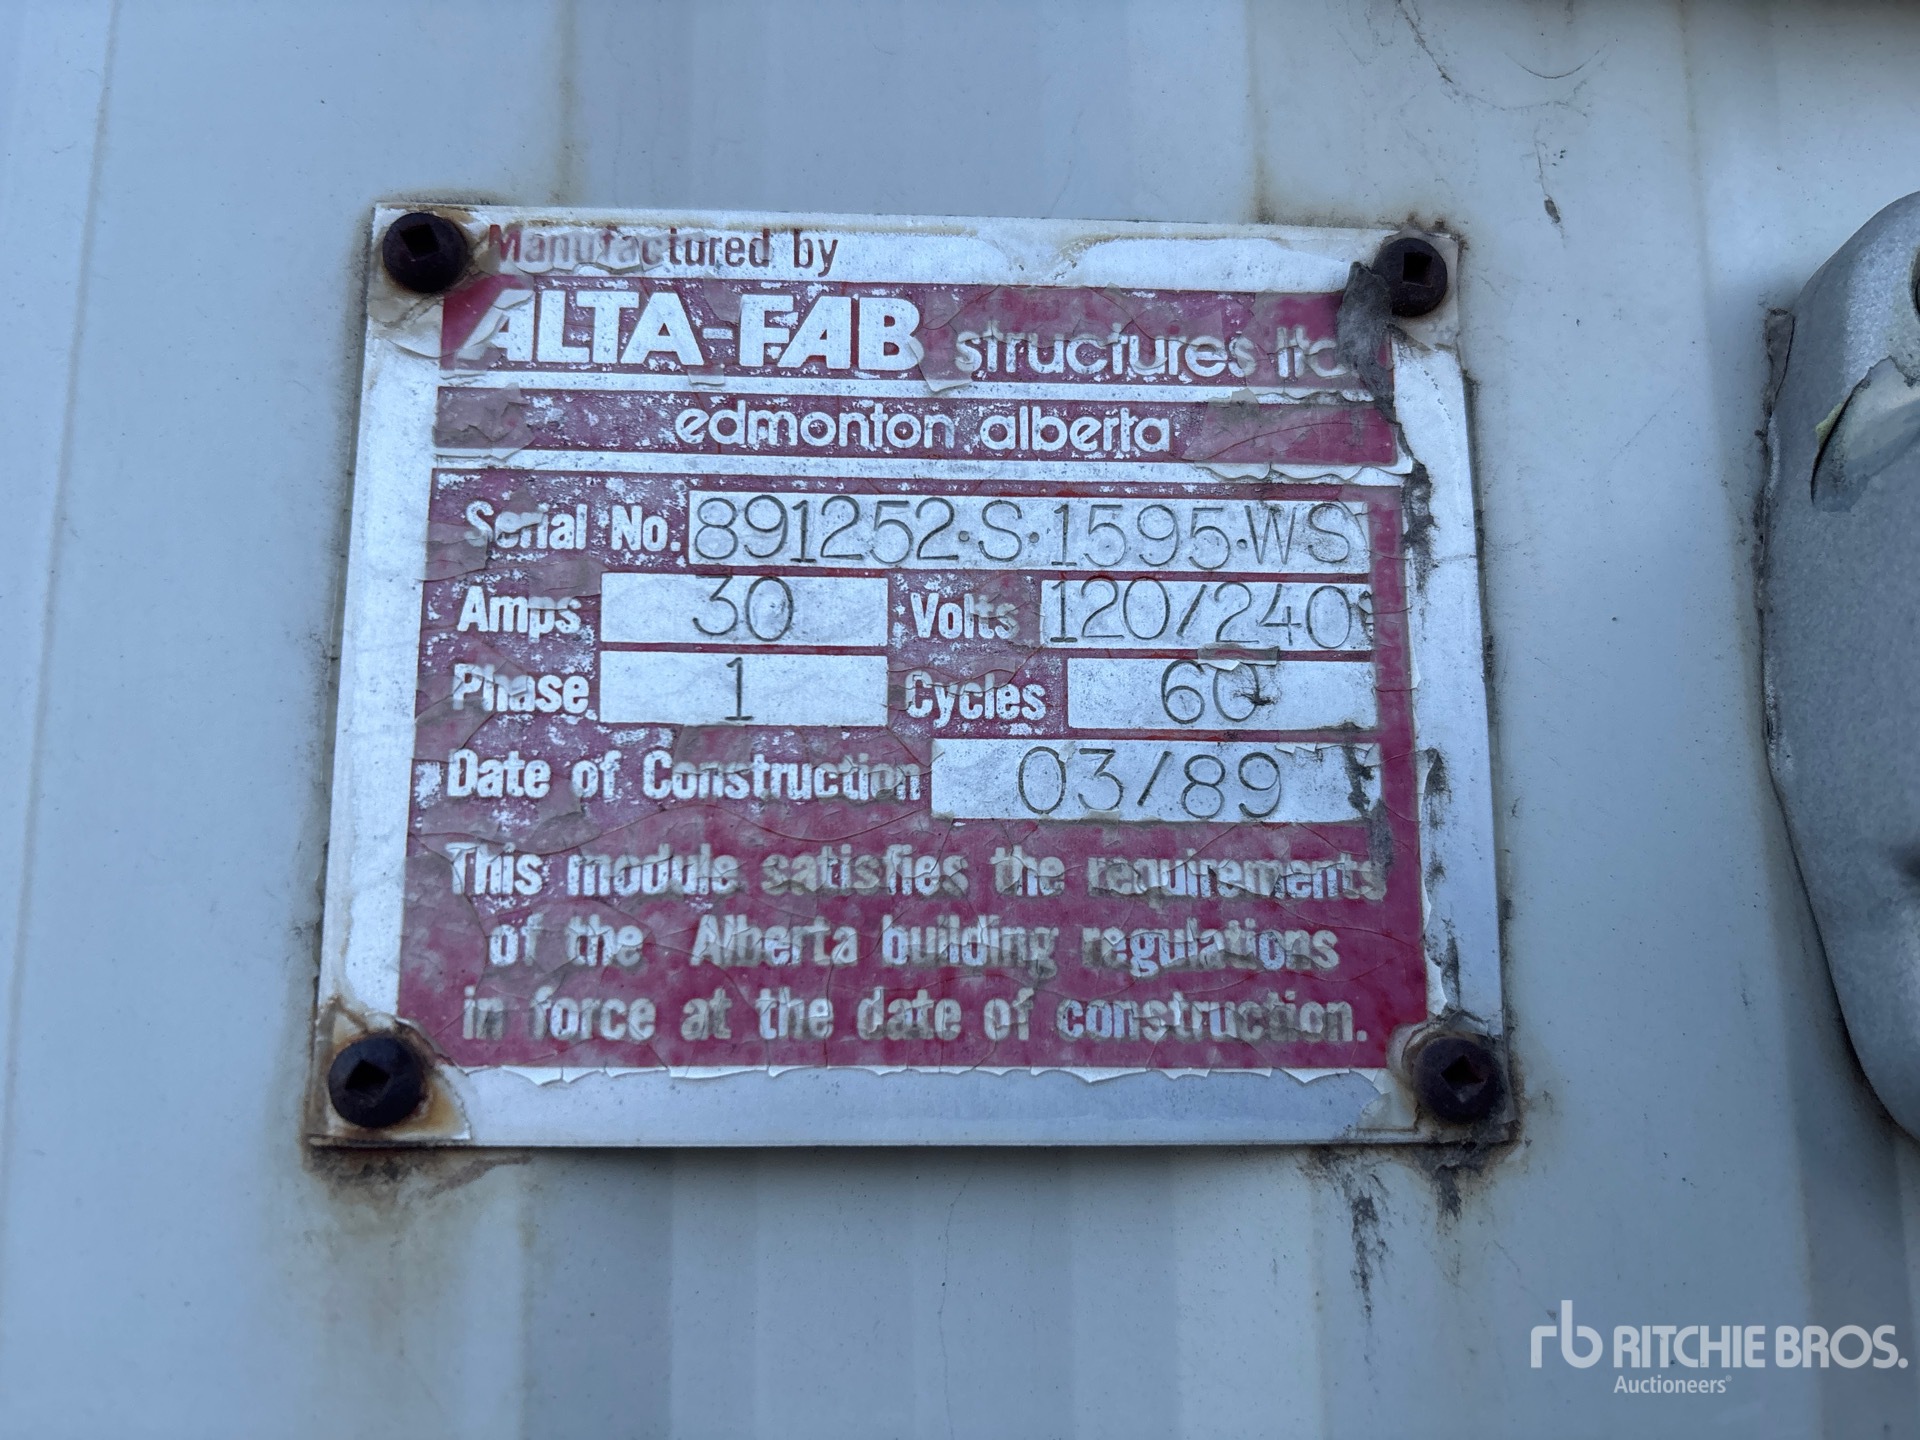 Manufactured by
ALTA-FAB structures ltd
edmonton alberta
Serial No. 891252·S·1595·WS
Amps 30 Volts 120/240
Phase 1 Cycles 60
Date of Construction 03/89
This module satisfies the requirements
of the Alberta building regulations
in force at the date of construction.
rb RITCHIE BROS.
Auctioneers®